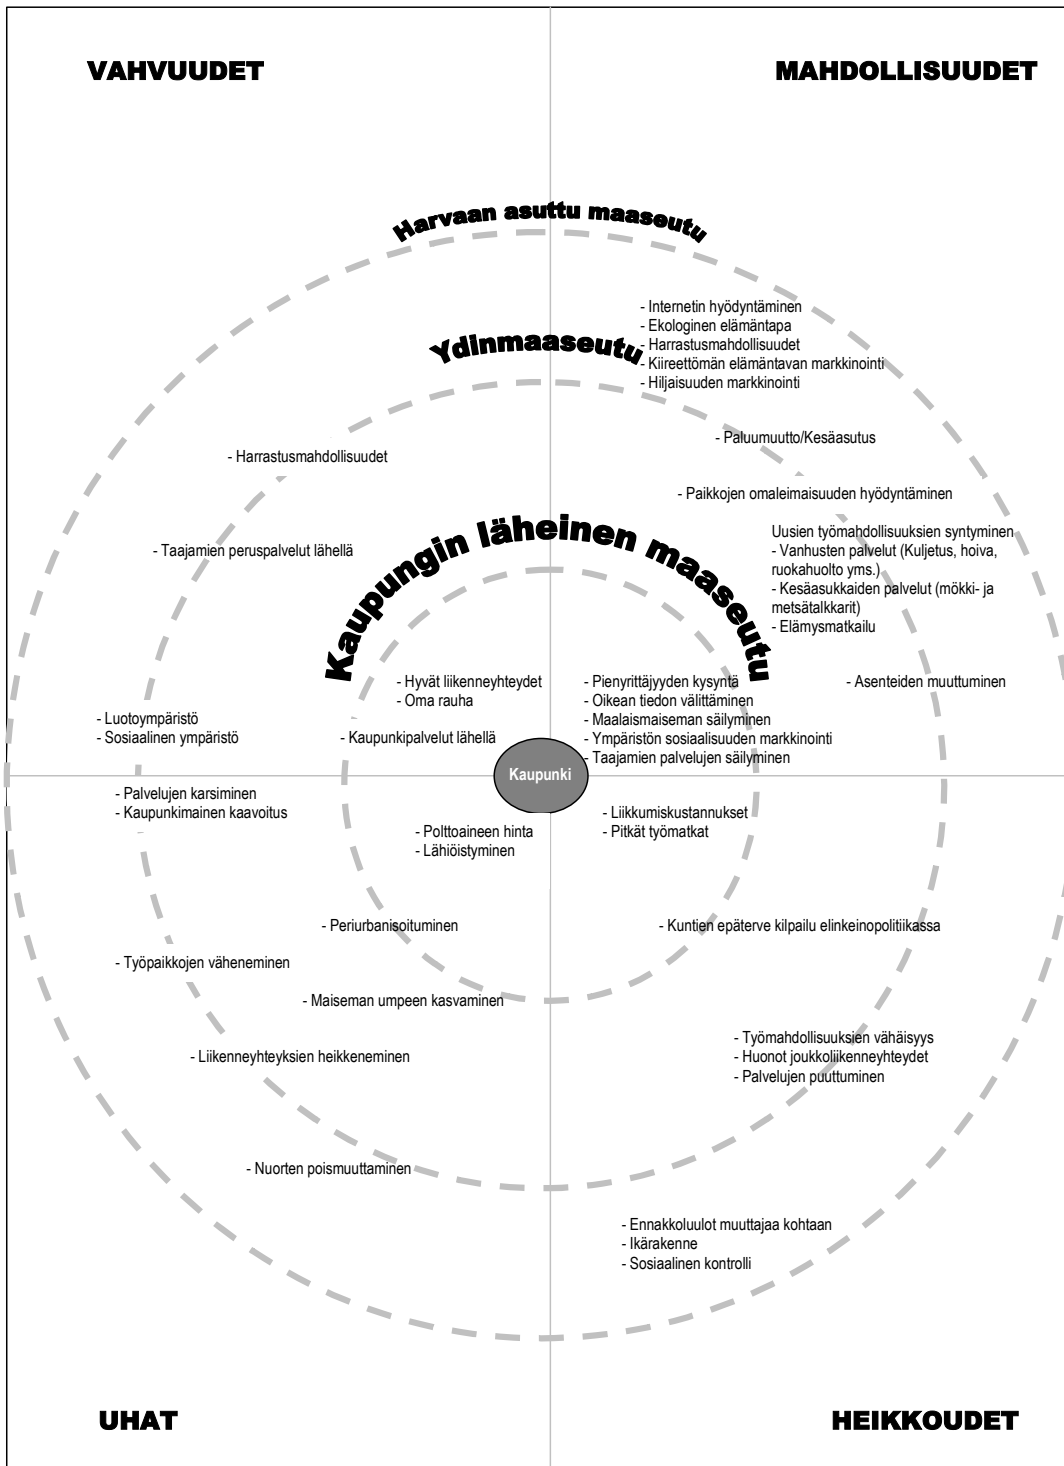 VAHVUUDET
MAHDOLLISUUDET
Harvaan asuttu maaseutu
- Internetin hyödyntäminen
- Ekologinen elämäntapa
- Harrastusmahdollisuudet
- Kiireettömän elämäntavan markkinointi
- Hiljaisuuden markkinointi
Ydinmaaseutu
- Paluumuutto/Kesäasutus
- Harrastusmahdollisuudet
- Paikkojen omaleimaisuuden hyödyntäminen
Kaupungin läheinen maaseutu
Uusien työmahdollisuuksien syntyminen
- Vanhusten palvelut (Kuljetus, hoiva,
ruokahuolto yms.)
- Kesäasukkaiden palvelut (mökki- ja
metsätalkkarit)
- Elämysmatkailu
- Taajamien peruspalvelut lähellä
- Hyvät liikenneyhteydet
- Oma rauha
- Pienyrittäjyyden kysyntä
- Oikean tiedon välittäminen
- Maalaismaiseman säilyminen
- Ympäristön sosiaalisuuden markkinointi
- Taajamien palvelujen säilyminen
- Asenteiden muuttuminen
- Luotoympäristö
- Sosiaalinen ympäristö
- Kaupunkipalvelut lähellä
Kaupunki
- Palvelujen karsiminen
- Kaupunkimainen kaavoitus
- Liikkumiskustannukset
- Pitkät työmatkat
- Polttoaineen hinta
- Lähiöistyminen
- Periurbanisoituminen
- Kuntien epäterve kilpailu elinkeinopolitiikassa
- Työpaikkojen väheneminen
- Maiseman umpeen kasvaminen
- Työmahdollisuuksien vähäisyys
- Huonot joukkoliikenneyhteydet
- Palvelujen puuttuminen
- Liikenneyhteyksien heikkeneminen
- Nuorten poismuuttaminen
- Ennakkoluulot muuttajaa kohtaan
- Ikärakenne
- Sosiaalinen kontrolli
UHAT
HEIKKOUDET